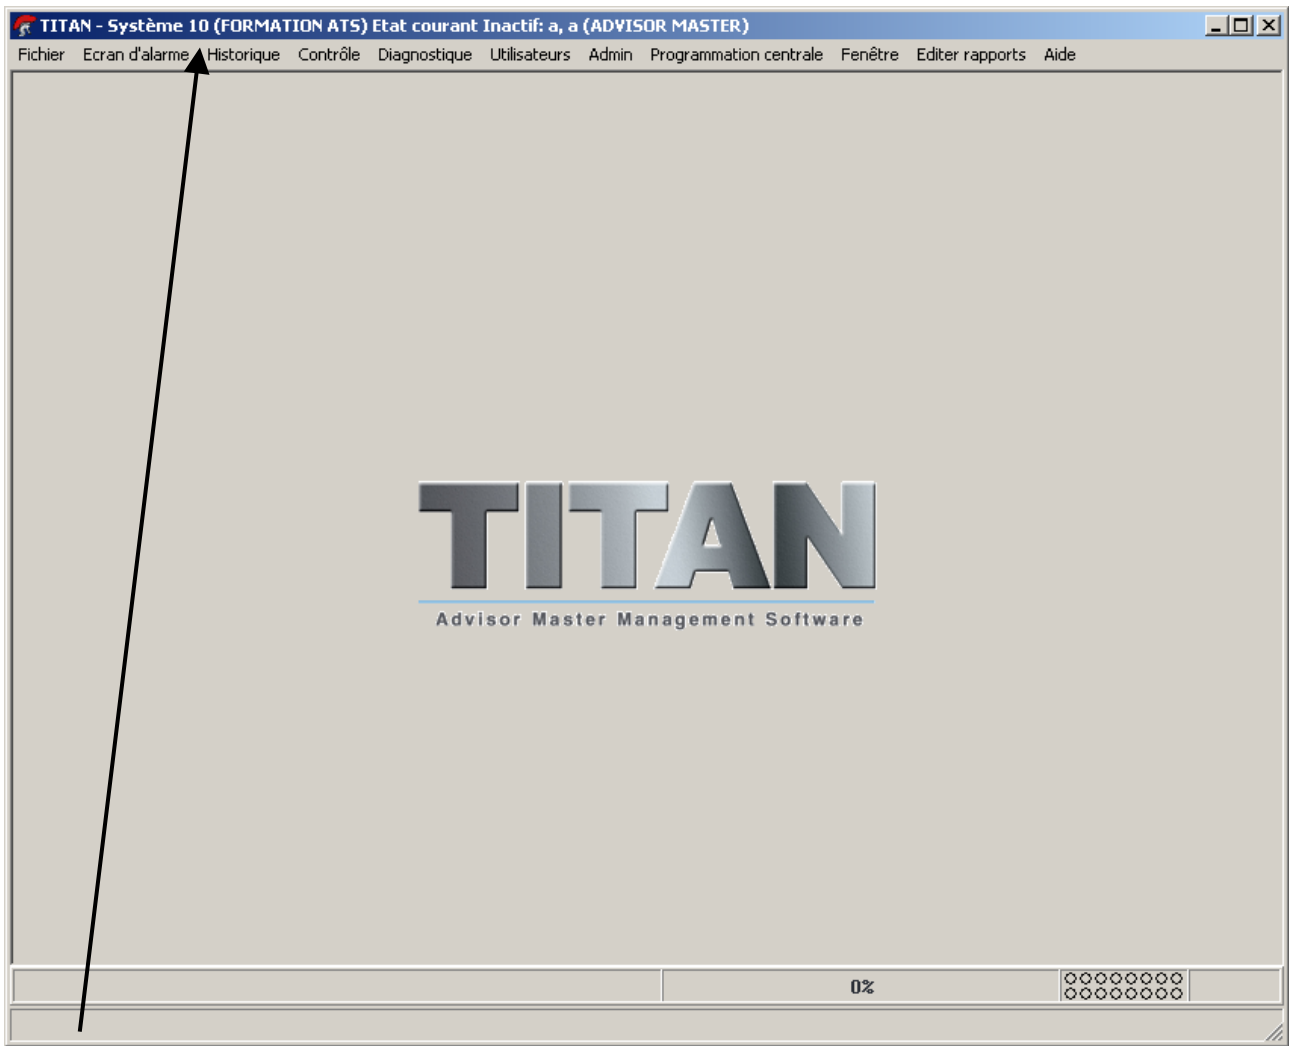 TITAN - Système 10 (FORMATION ATS) Etat courant Inactif: a, a (ADVISOR MASTER)
Fichier Ecran d'alarme Historique Contrôle Diagnostique Utilisateurs Admin Programmation centrale Fenêtre Editer rapports Aide
TITAN
Advisor Master Management Software
0%